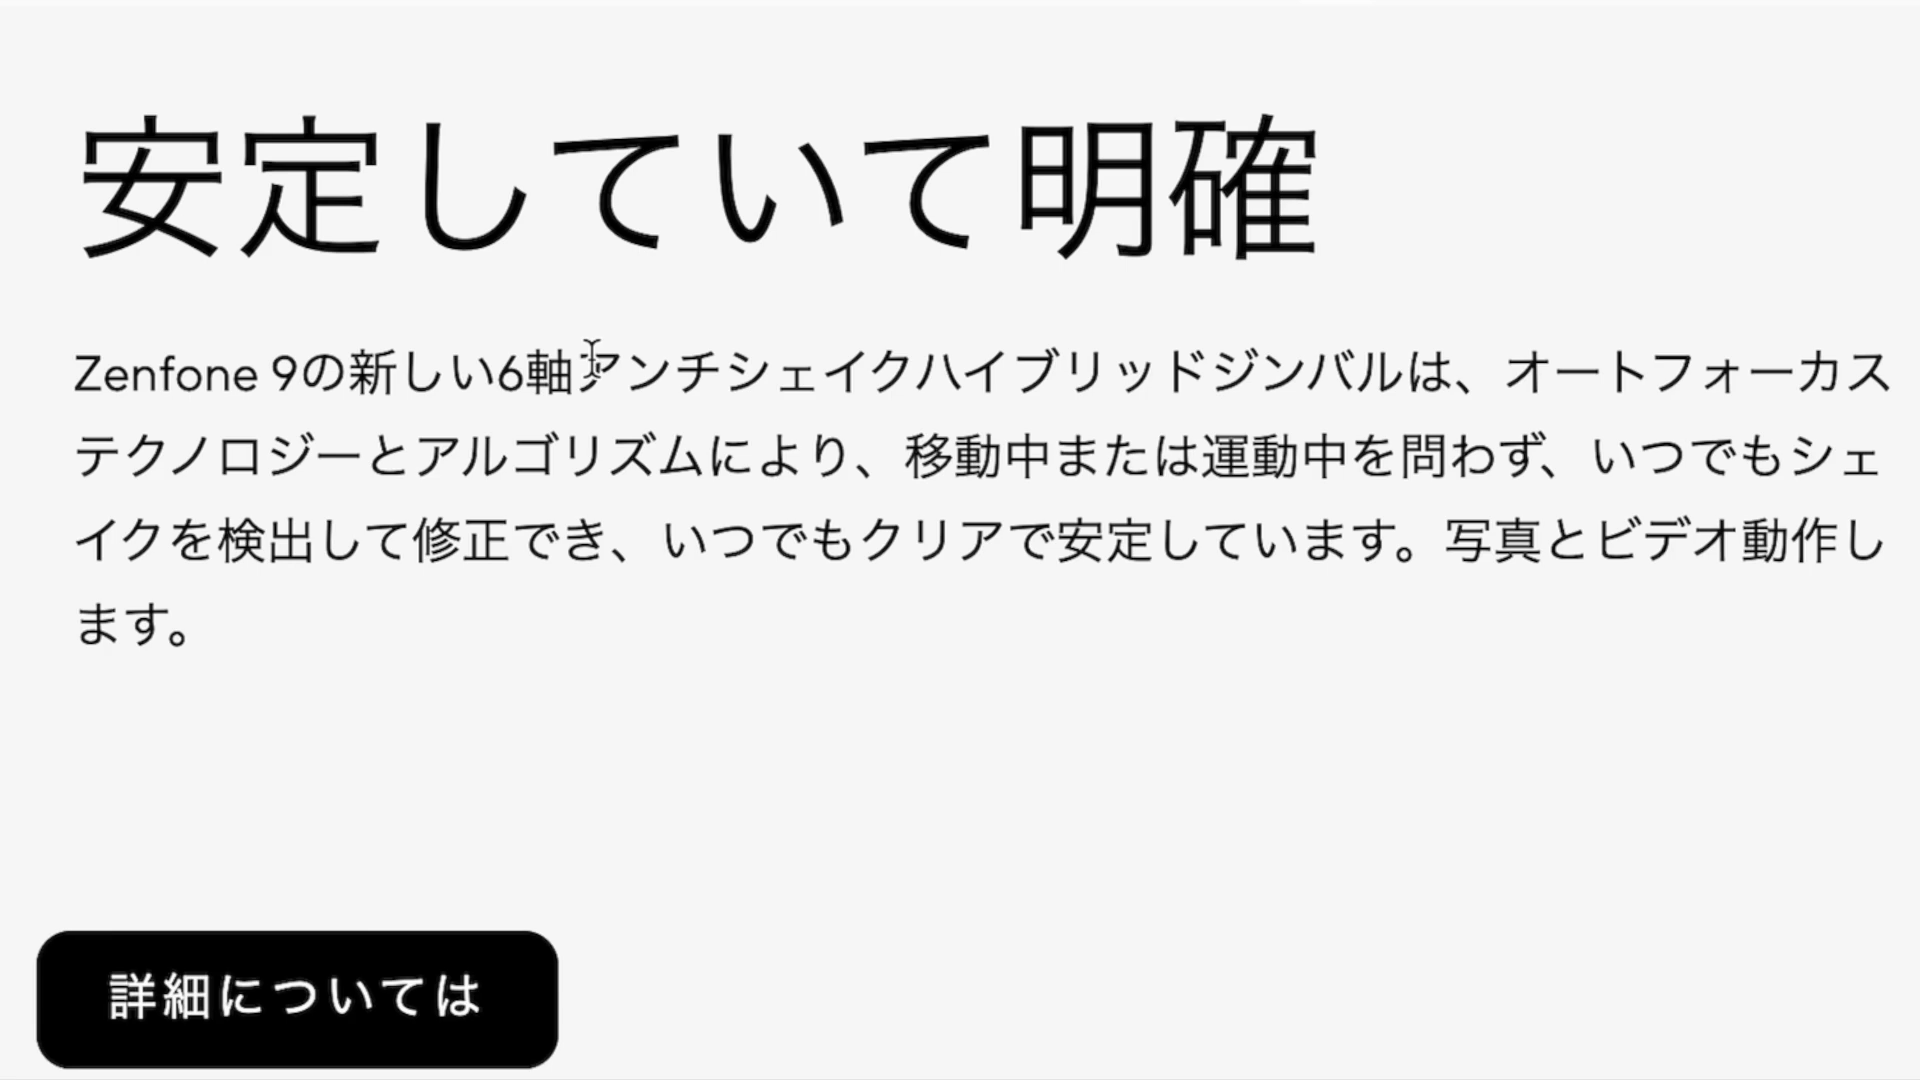 安定していて明確
Zenfone 9の新しい6軸アンチシェイクハイブリッドジンバルは、オートフォーカス
テクノロジーとアルゴリズムにより、移動中または運動中を問わず、いつでもシェ
イクを検出して修正でき、いつでもクリアで安定しています。写真とビデオ動作し
ます。
詳細については